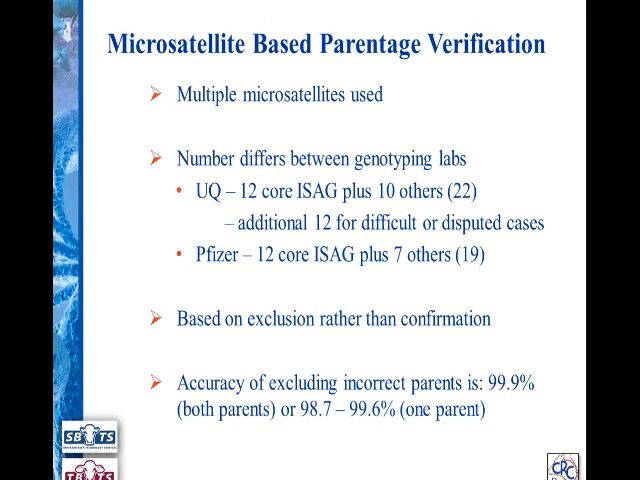 Microsatellite Based Parentage Verification
Multiple microsatellites used
Number differs between genotyping labs
UQ – 12 core ISAG plus 10 others (22)
– additional 12 for difficult or disputed cases
Pfizer – 12 core ISAG plus 7 others (19)
Based on exclusion rather than confirmation
Accuracy of excluding incorrect parents is: 99.9%
(both parents) or 98.7 – 99.6% (one parent)
SBTS
TBTS
CRC